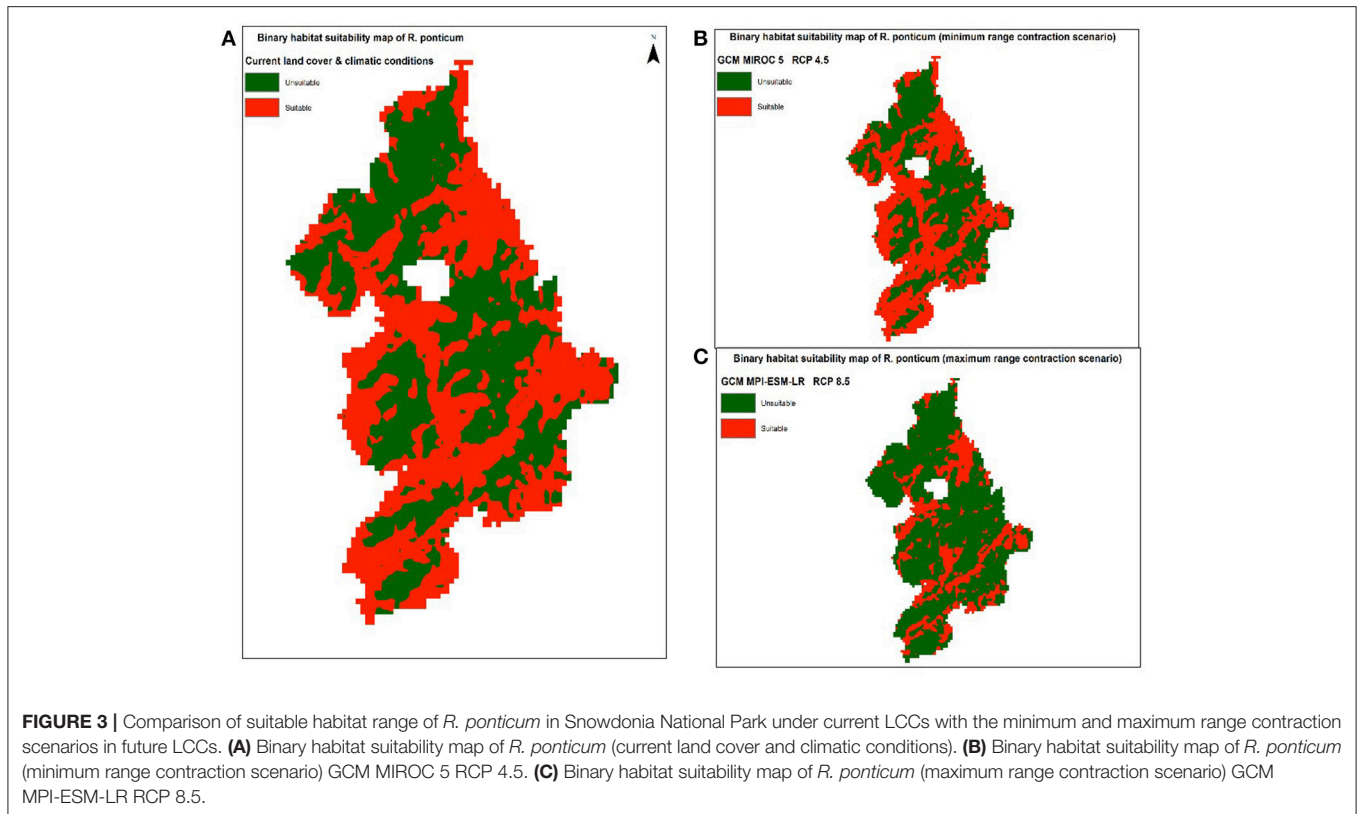 A
Binary habitat suitability map of R. ponticum
N
Current land cover & climatic conditions
Unsuitable
Suitable
B
Binary habitat suitability map of R. ponticum (minimum range contraction scenario)
GCM MIROC 5 RCP 4.5
Unsuitable
Suitable
C
Binary habitat suitability map of R. ponticum (maximum range contraction scenario)
GCM MPI-ESM-LR RCP 8.5
Unsuitable
Suitable
FIGURE 3 | Comparison of suitable habitat range of R. ponticum in Snowdonia National Park under current LCCs with the minimum and maximum range contraction
scenarios in future LCCs. (A) Binary habitat suitability map of R. ponticum (current land cover and climatic conditions). (B) Binary habitat suitability map of R. ponticum
(minimum range contraction scenario) GCM MIROC 5 RCP 4.5. (C) Binary habitat suitability map of R. ponticum (maximum range contraction scenario) GCM
MPI-ESM-LR RCP 8.5.